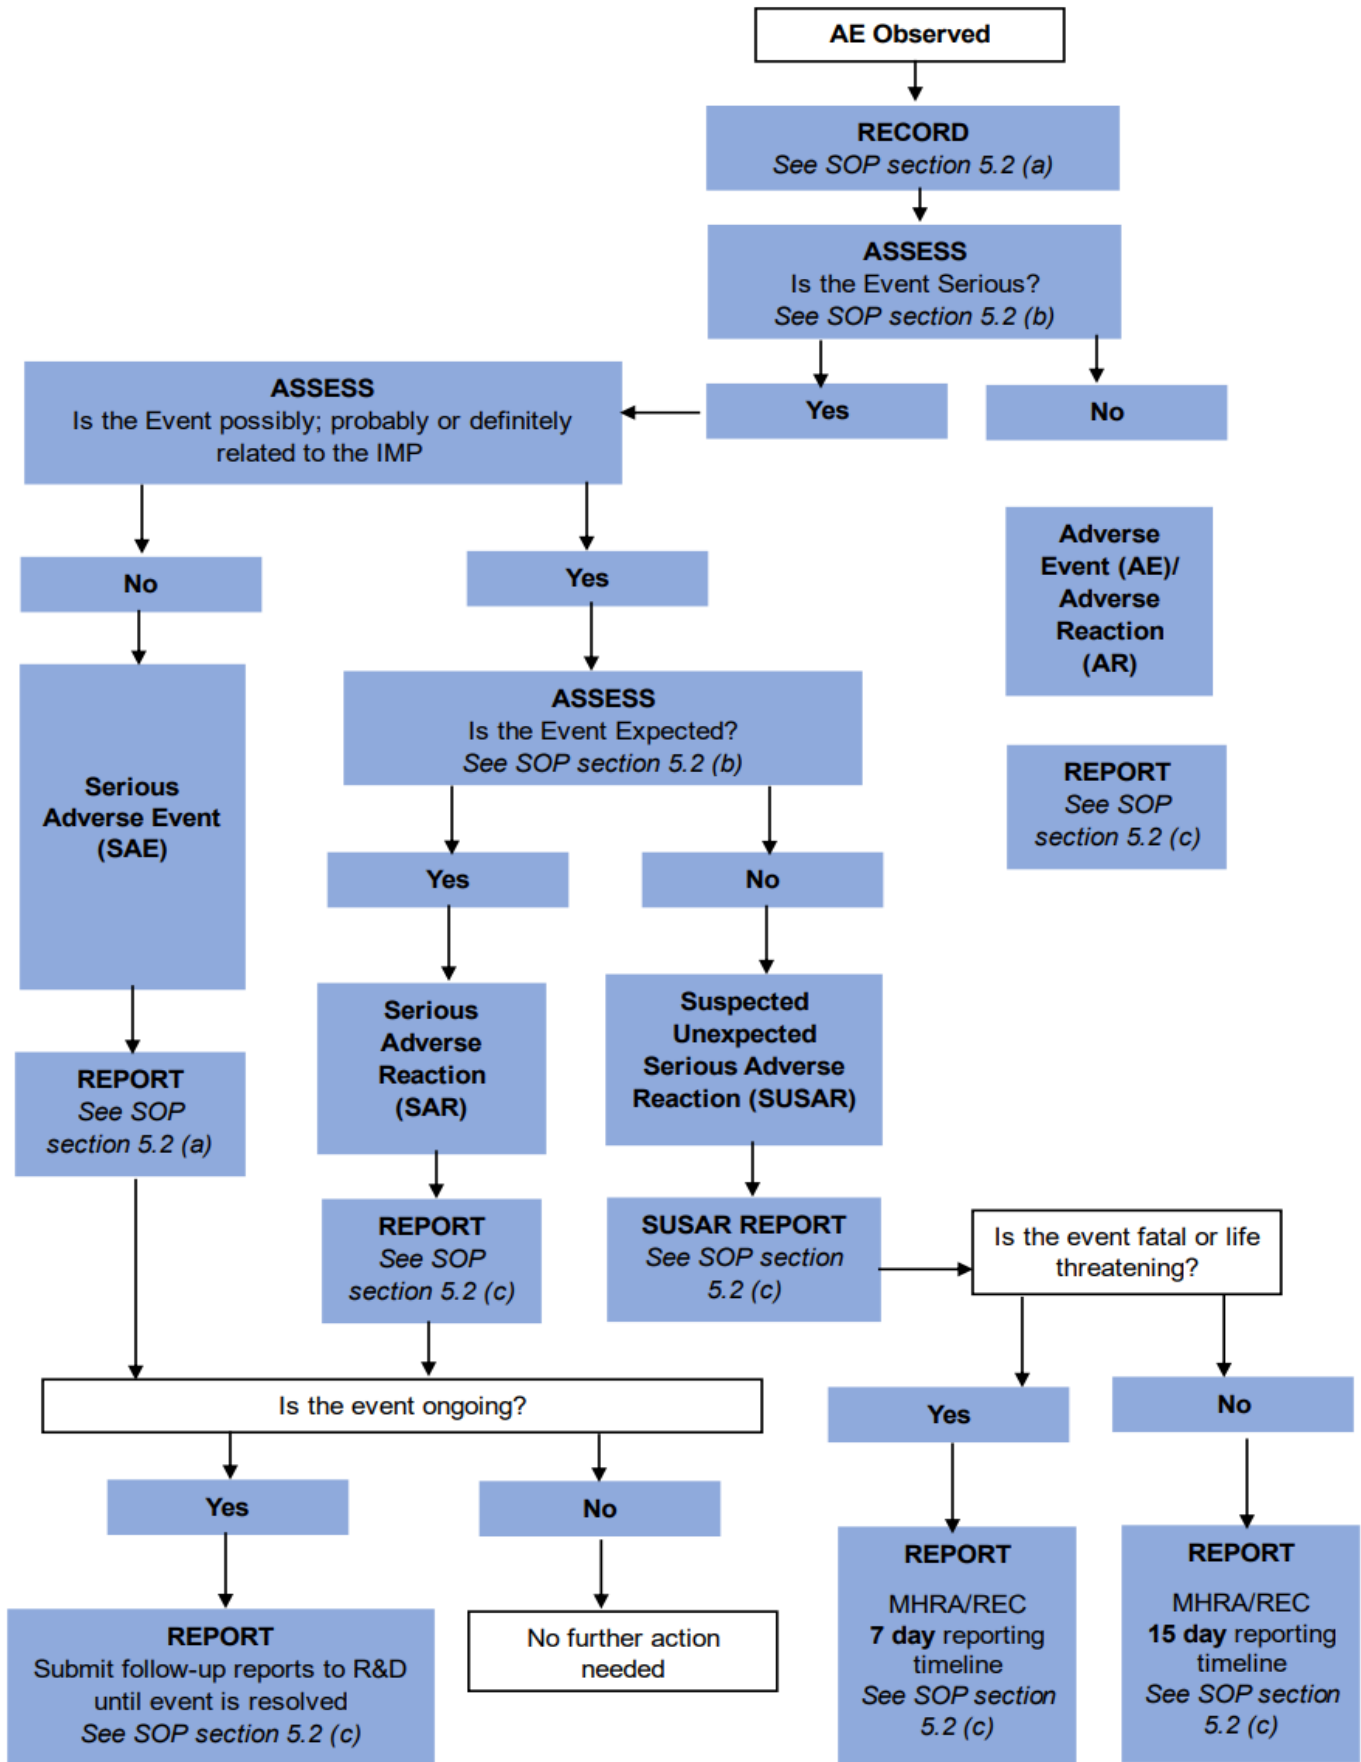 AE Observed
RECORD
See SOP section 5.2 (a)
ASSESS
Is the Event Serious?
See SOP section 5.2 (b)
Yes
No
ASSESS
Is the Event possibly; probably or definitely
related to the IMP
No
Yes
Adverse
Event (AE)/
Adverse
Reaction
(AR)
REPORT
See SOP
section 5.2 (c)
Serious
Adverse Event
(SAE)
ASSESS
Is the Event Expected?
See SOP section 5.2 (b)
Yes
No
Serious
Adverse
Reaction
(SAR)
Suspected
Unexpected
Serious Adverse
Reaction (SUSAR)
REPORT
See SOP
section 5.2 (a)
REPORT
See SOP
section 5.2 (c)
SUSAR REPORT
See SOP section
5.2 (c)
Is the event fatal or life
threatening?
Is the event ongoing?
Yes
No
Yes
No
REPORT
Submit follow-up reports to R&D
until event is resolved
See SOP section 5.2 (c)
No further action
needed
REPORT
MHRA/REC
7 day reporting
timeline
See SOP section
5.2 (c)
REPORT
MHRA/REC
15 day reporting
timeline
See SOP section
5.2 (c)